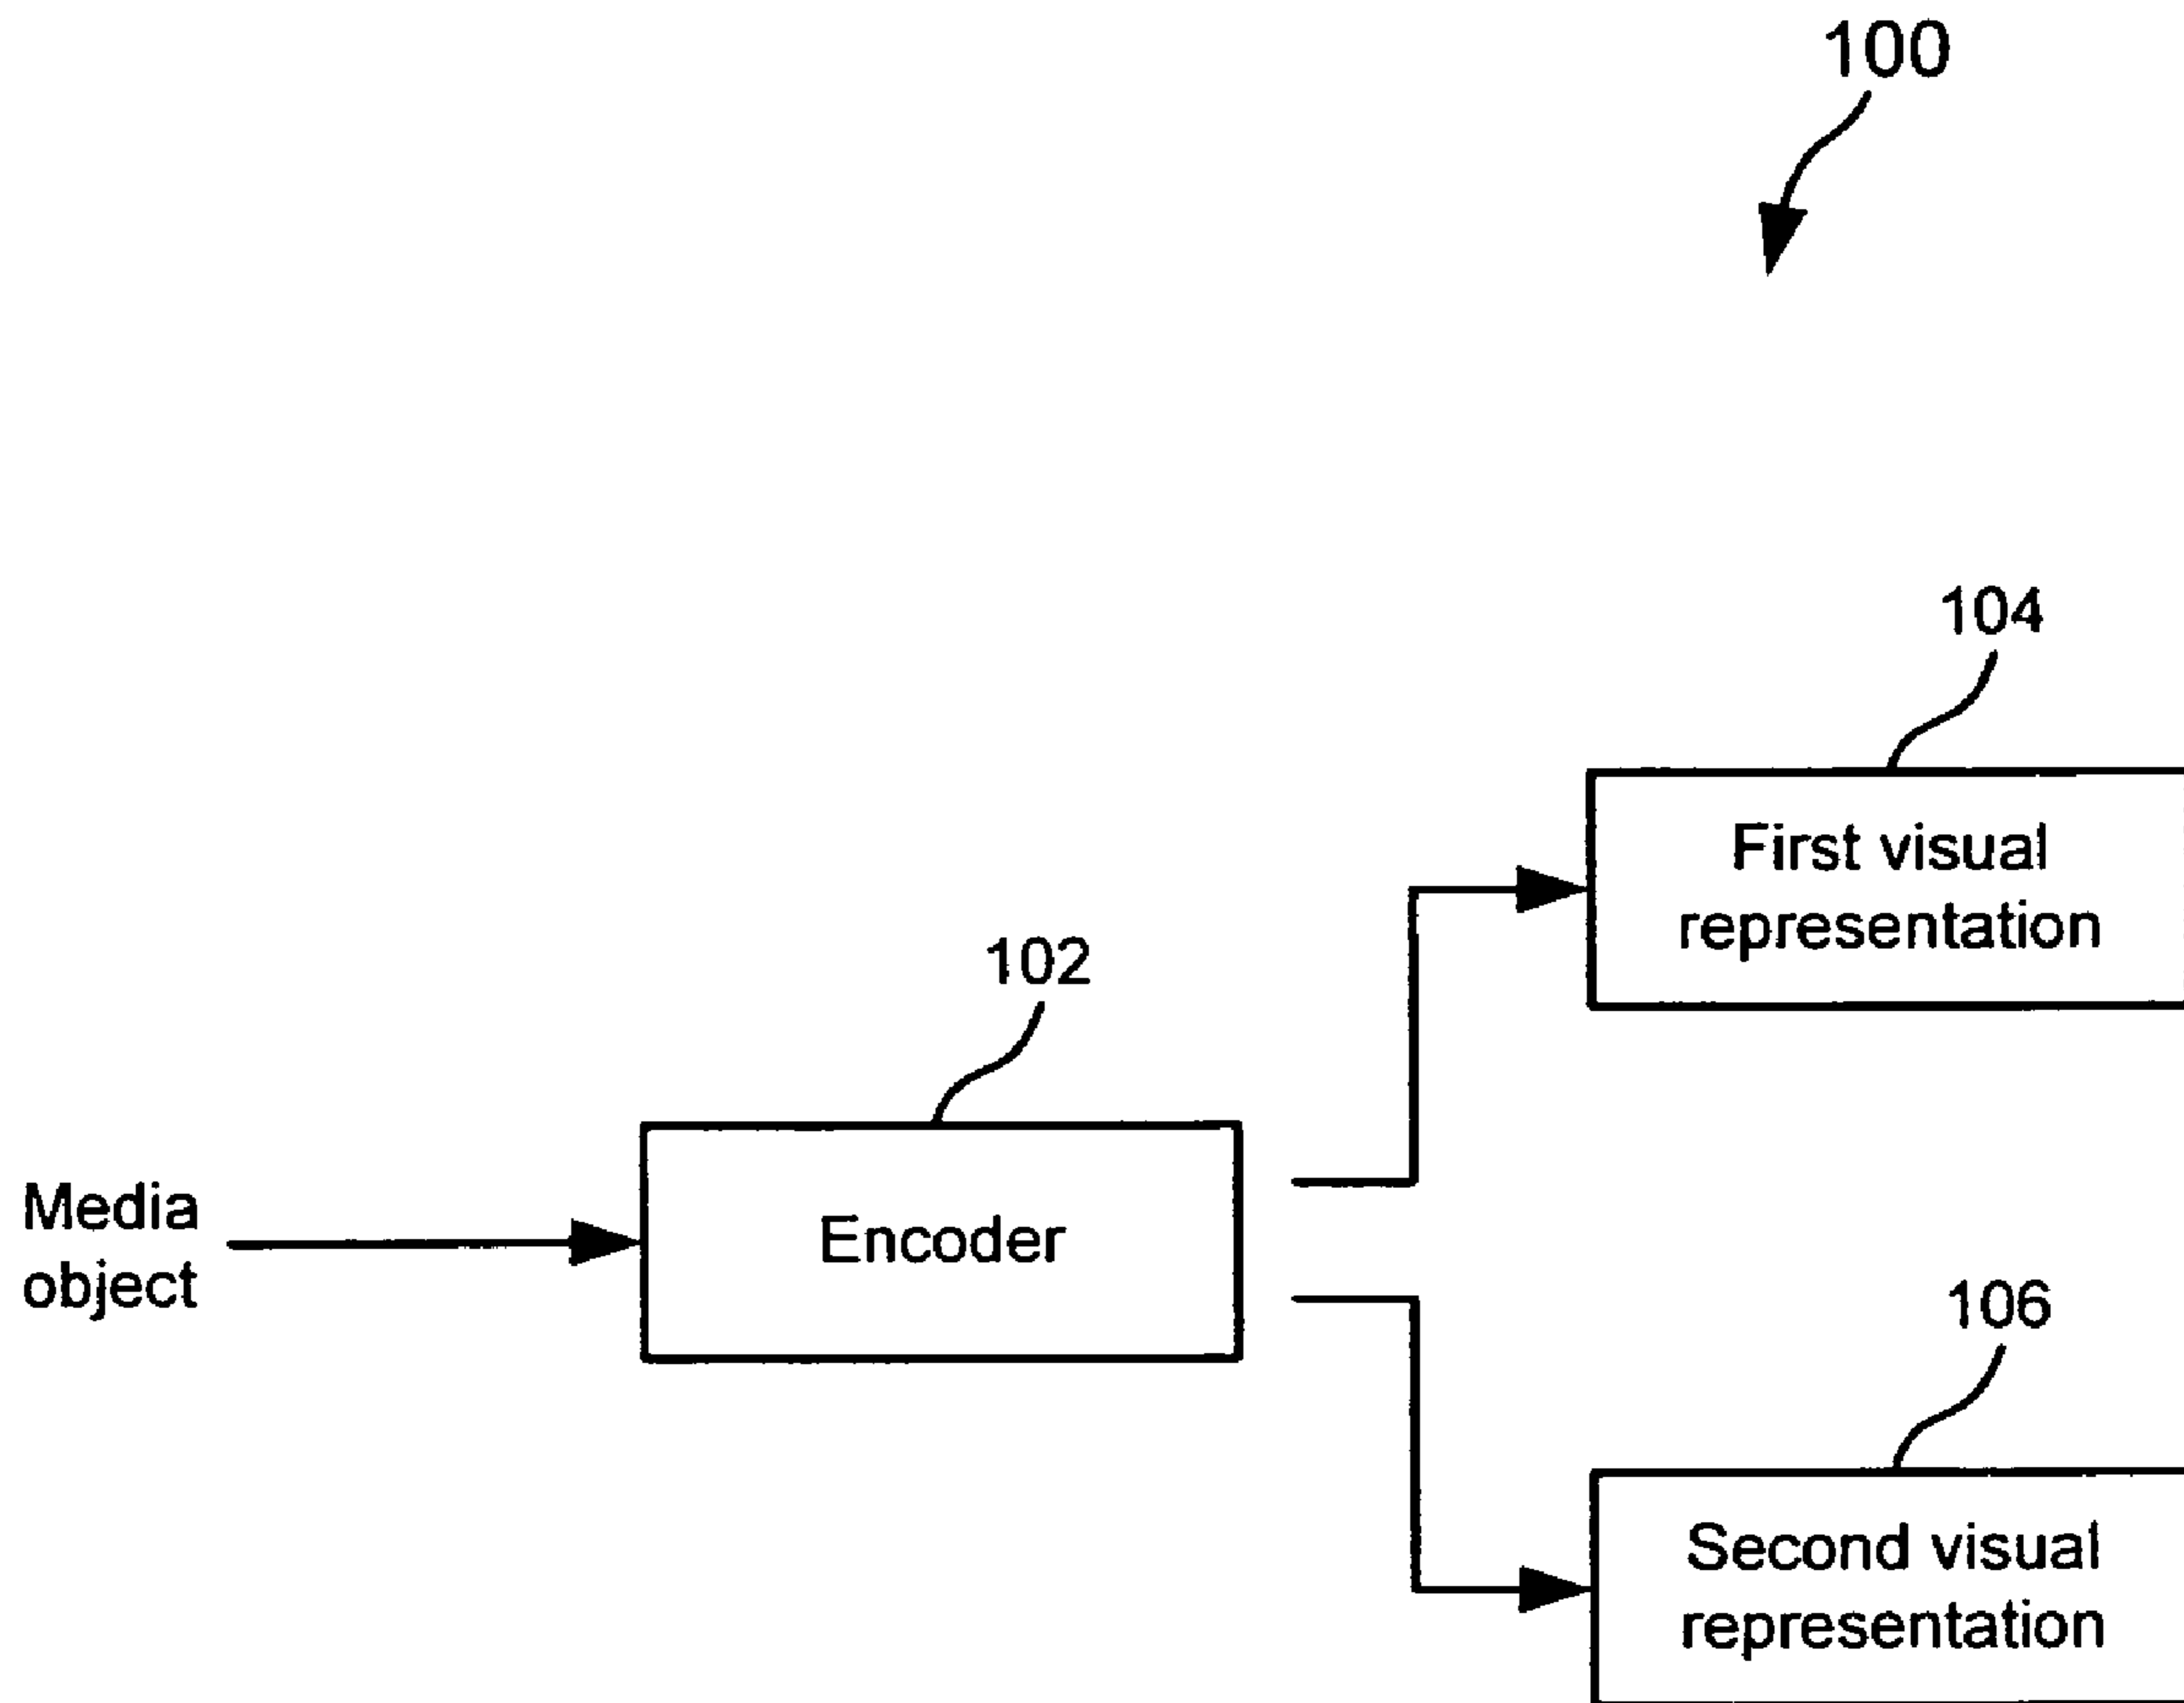 100
104
First visual
representation
102
Media
object
Encoder
106
Second visual
representation